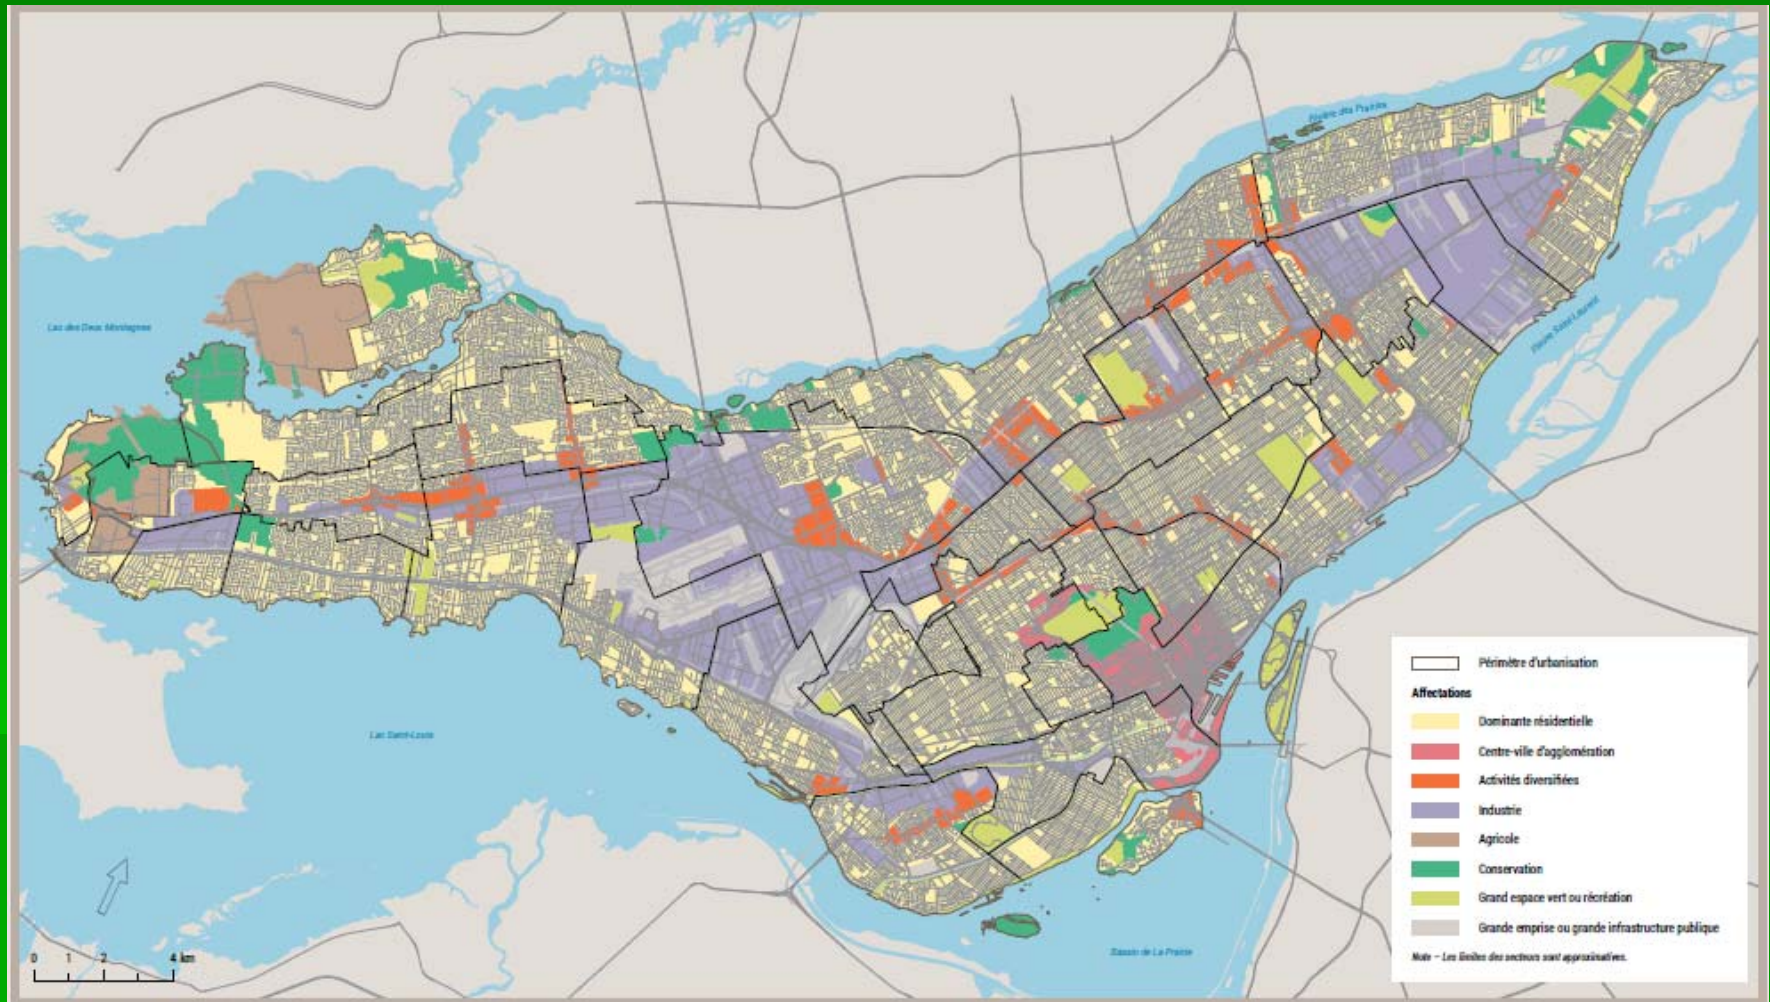 Rivière des Prairies
Lac des Deux Montagnes
Fleuve Saint-Laurent
Lac Saint-Louis
Bassin de La Prairie
0 1 2 4 km
Périmètre d'urbanisation
Affectations
Dominante résidentielle
Centre-ville d'agglomération
Activités diversifiées
Industrie
Agricole
Conservation
Grand espace vert ou récréation
Grande emprise ou grande infrastructure publique
Note – Les limites des secteurs sont approximatives.